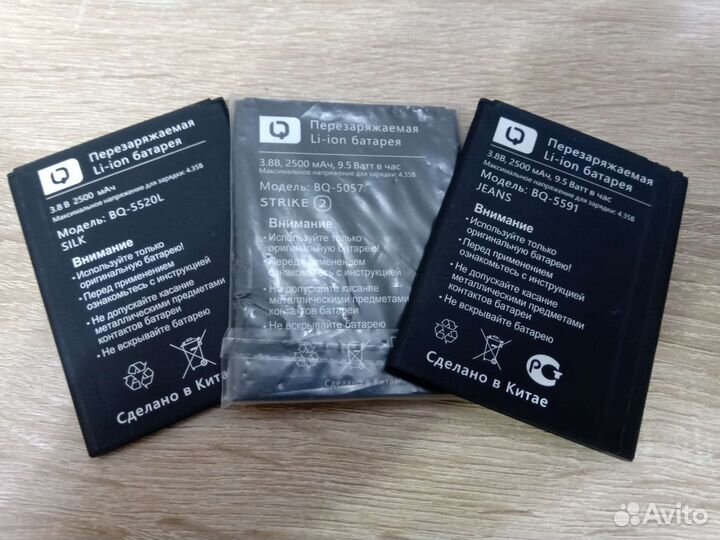 Перезаряжаемая
Li-ion батарея
3.8 В 2500 мАч
Максимальное напряжение для зарядки: 4.35В
Модель: BQ-5520L
SILK
Внимание
• Используйте только
оригинальную батарею!
• Перед применением
ознакомьтесь с инструкцией
• Не допускайте касание
металлическими предметами
контактов батареи
• Не вскрывайте батарею
Сделано в Китае
Перезаряжаемая
Li-ion батарея
3.8В, 2500 мАч, 9.5 Ватт в час
Максимальное напряжение для зарядки: 4.35В
Модель: BQ-5057
STRIKE 2
Внимание
• Используйте только
оригинальную батарею!
• Перед применением
ознакомьтесь с инструкцией
• Не допускайте касание
металлическими предметами
контактов батареи
• Не вскрывайте батарею
Сделано в Китае
Перезаряжаемая
Li-ion батарея
3.8В, 2500 мАч, 9.5 Ватт в час
Максимальное напряжение для зарядки: 4.35В
Модель: BQ-5591
JEANS
Внимание
• Используйте только
оригинальную батарею!
• Перед применением
ознакомьтесь с инструкцией
• Не допускайте касание
металлическими предметами
контактов батареи
• Не вскрывайте батарею
Сделано в Китае
Avito